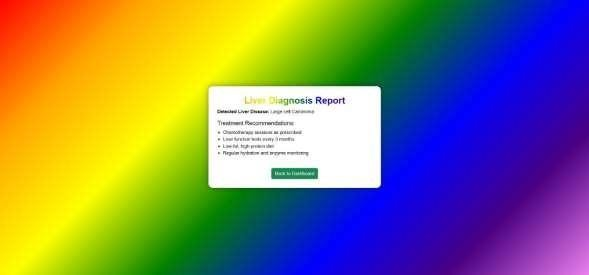 Liver Diagnosis Report
Detected Liver Disease: Large cell Carcinoma
Treatment Recommendations:
Chemotherapy sessions as prescribed
Liver function tests every 3 months
Low-fat, high-protein diet
Regular hydration and enzyme monitoring
Back to Dashboard